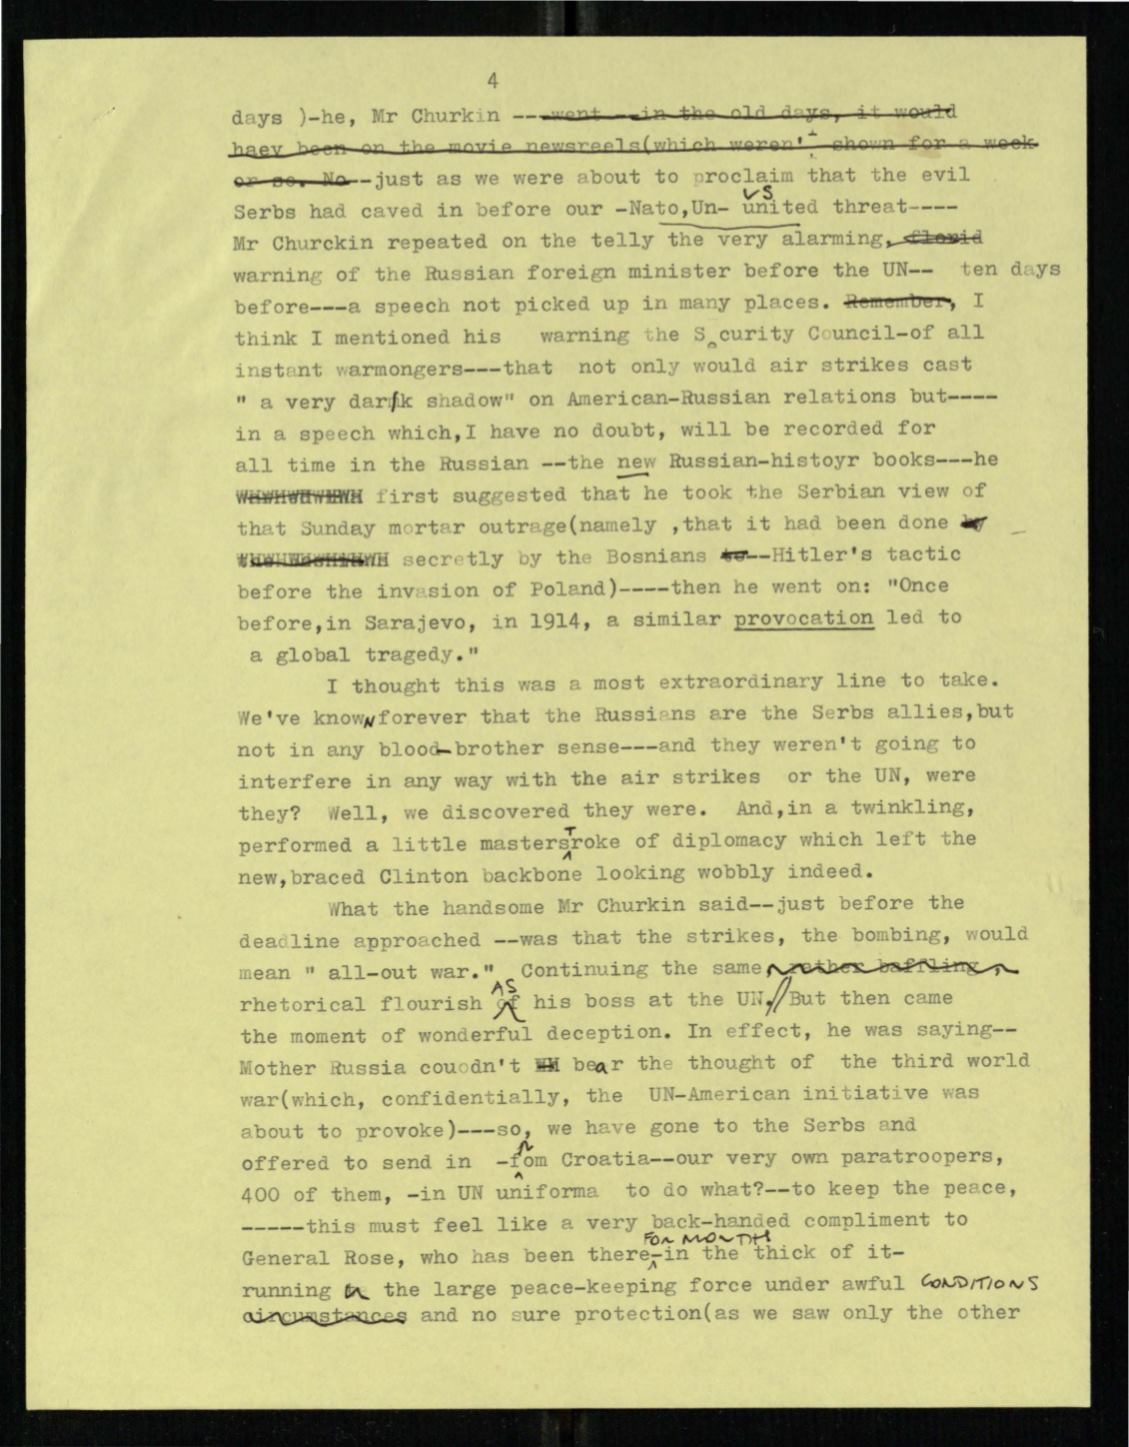 4
days )-he, Mr Churkin ---went --in the old days, it would
haev been on the movie newsreels(which weren't shown for a week
or so. No--just as we were about to proclaim that the evil
Serbs had caved in before our -Nato,Un- US united threat----
Mr Churckin repeated on the telly the very alarming, florid
warning of the Russian foreign minister before the UN-- ten days
before---a speech not picked up in many places. Remember, I
think I mentioned his warning the Security Council-of all
instant warmongers---that not only would air strikes cast
" a very dark shadow" on American-Russian relations but----
in a speech which,I have no doubt, will be recorded for
all time in the Russian --the new Russian-histoyr books---he
first suggested that he took the Serbian view of
that Sunday mortar outrage(namely ,that it had been done by
secretly by the Bosnians to--Hitler's tactic
before the invasion of Poland)----then he went on: "Once
before,in Sarajevo, in 1914, a similar provocation led to
a global tragedy."
I thought this was a most extraordinary line to take.
We've knowN forever that the Russians are the Serbs allies,but
not in any blood-brother sense---and they weren't going to
interfere in any way with the air strikes or the UN, were
they? Well, we discovered they were. And,in a twinkling,
performed a little mastersTroke of diplomacy which left the
new,braced Clinton backbone looking wobbly indeed.
What the handsome Mr Churkin said--just before the
deadline approached --was that the strikes, the bombing, would
mean " all-out war." Continuing the same rather baffling
rhetorical flourish of AS his boss at the UN.//But then came
the moment of wonderful deception. In effect, he was saying--
Mother Russia couodn't bear the thought of the third world
war(which, confidentially, the UN-American initiative was
about to provoke)---so, we have gone to the Serbs and
offered to send in -from Croatia--our very own paratroopers,
400 of them, -in UN uniforma to do what?--to keep the peace,
-----this must feel like a very back-handed compliment to
General Rose, who has been there FOR MONTHS -in the thick of it-
running the large peace-keeping force under awful CONDITIONS
circumstances and no sure protection(as we saw only the other